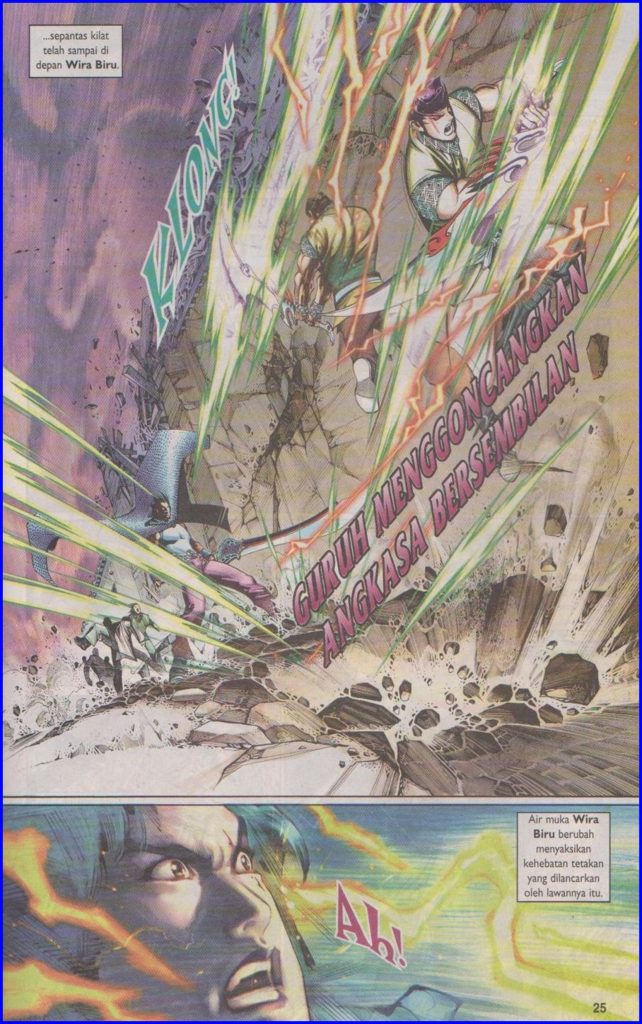 ...sepantas kilat
telah sampai di
depan Wira Biru.
KLONG!
GURUH MENGGONCANGKAN
ANGKASA BERSEMBILAN
Air muka Wira
Biru berubah
menyaksikan
kehebatan tetakan
yang dilancarkan
oleh lawannya itu.
Ah!
25